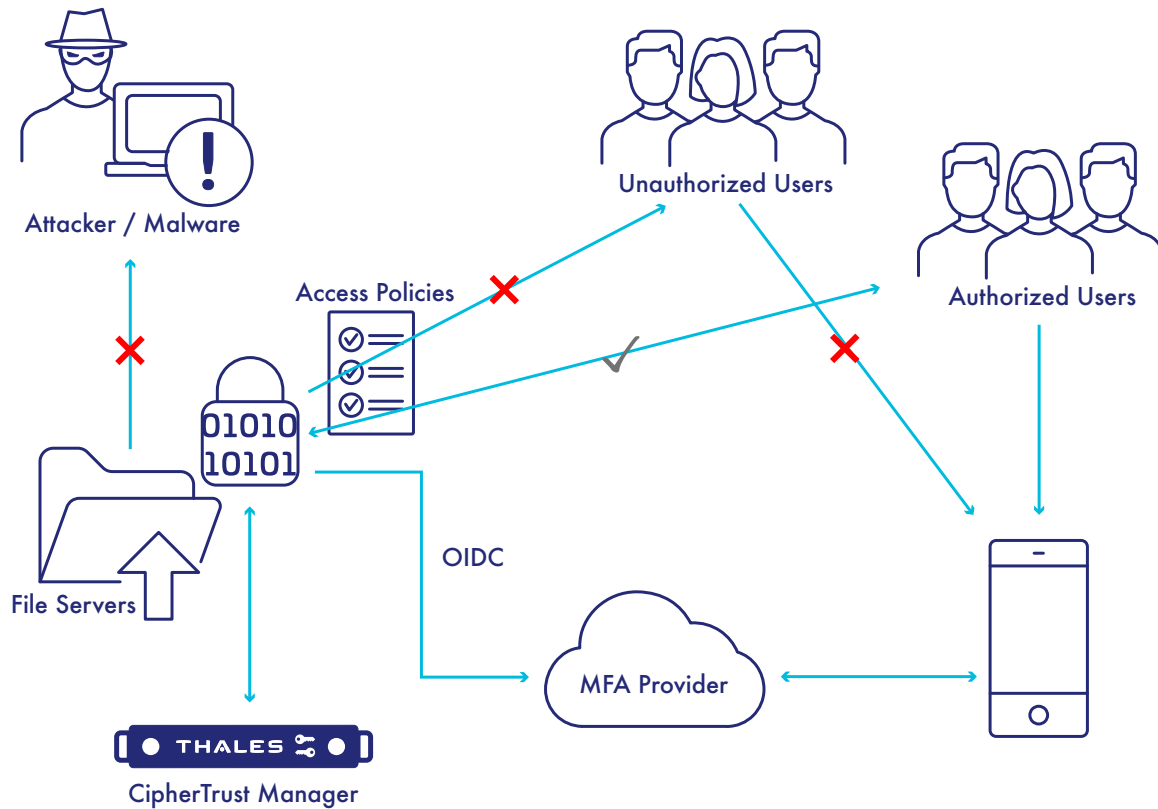 Attacker / Malware
Unauthorized Users
Authorized Users
Access Policies
01010
10101
File Servers
OIDC
MFA Provider
THALES
CipherTrust Manager